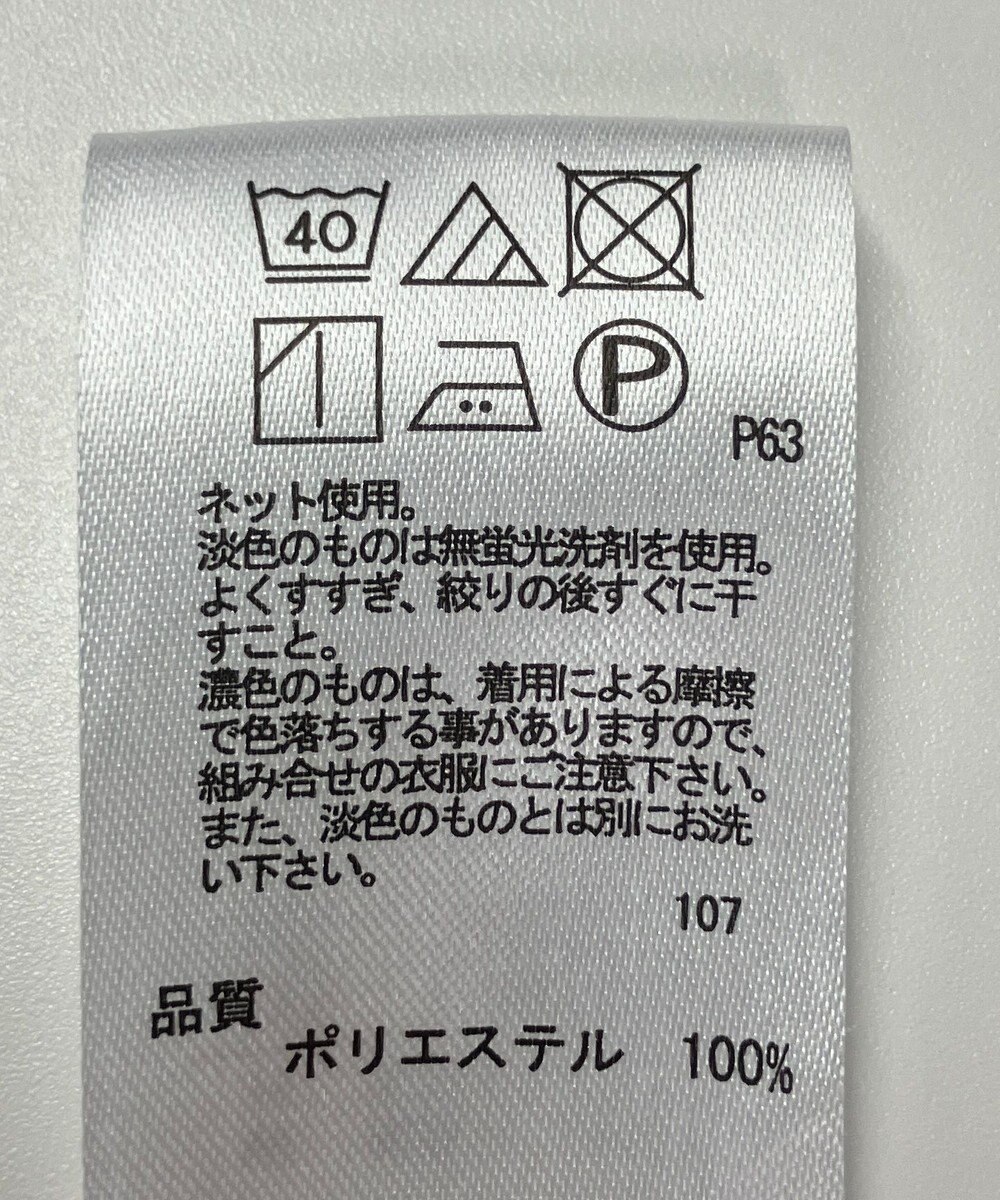 40
P
P63
ネット使用。
淡色のものは無蛍光洗剤を使用。
よくすすぎ、絞りの後すぐに干
すこと。
濃色のものは、着用による摩擦
で色落ちする事がありますので、
組み合せの衣服にご注意下さい。
また、淡色のものとは別にお洗
い下さい。
107
品質
ポリエステル 100%